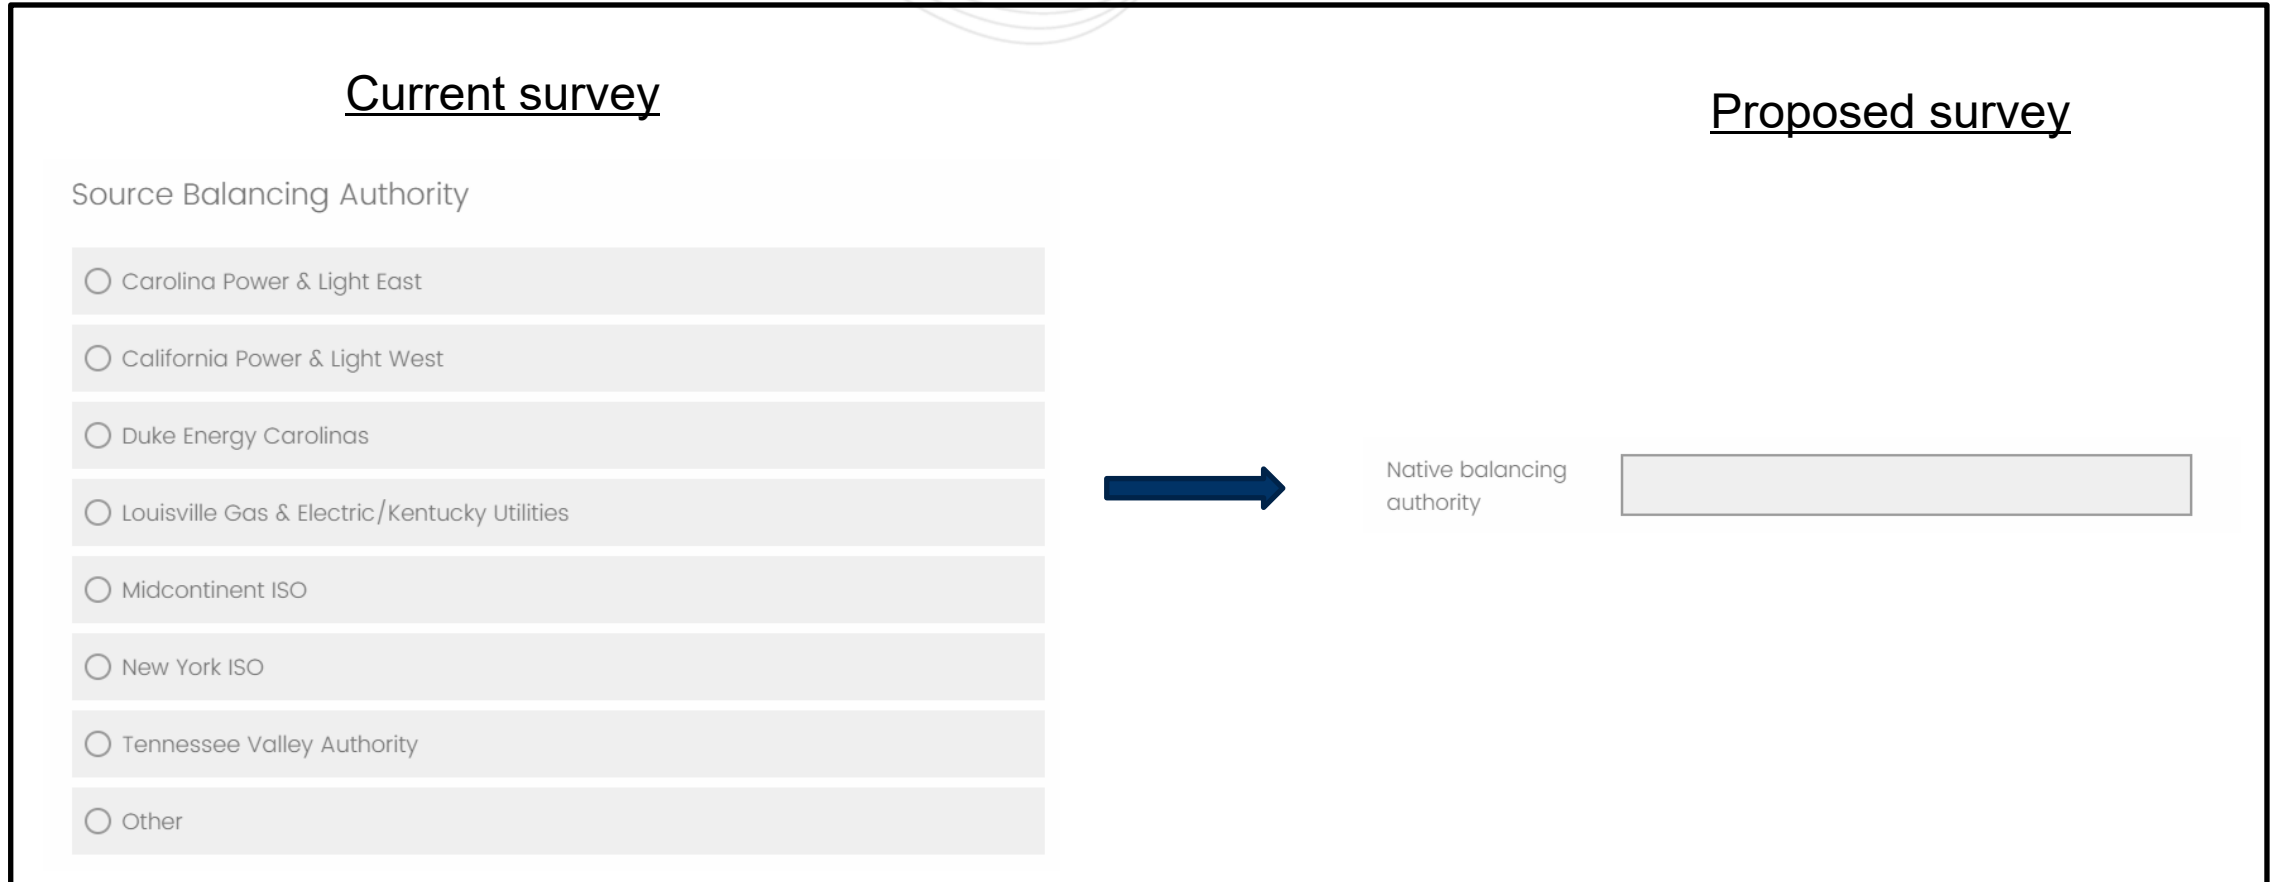 Current survey
Proposed survey
Source Balancing Authority
Carolina Power & Light East
California Power & Light West
Duke Energy Carolinas
Louisville Gas & Electric/Kentucky Utilities
Midcontinent ISO
New York ISO
Tennessee Valley Authority
Other
Native balancing
authority